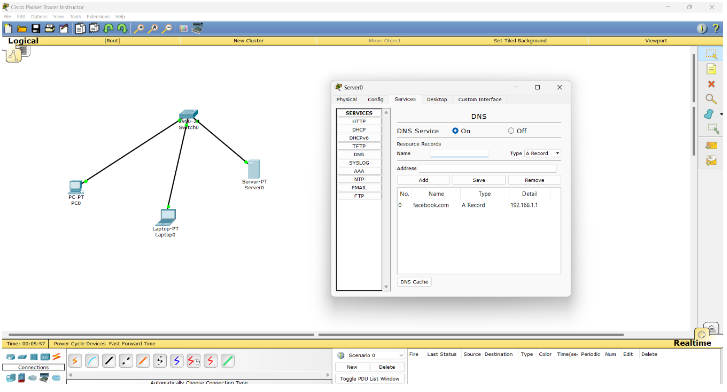 Cisco Packet Tracer Instructor
File Edit Options View Tools Extensions Help
Logical [Root] New Cluster Move Object Set Tiled Background Viewport
Switch0
Server-PT
Server0
PC-PT
PC0
Laptop-PT
Laptop0
Server0
Physical Config Services Desktop Custom Interface
SERVICES
HTTP
DHCP
DHCPv6
TFTP
DNS
SYSLOG
AAA
NTP
EMAIL
FTP
DNS
DNS Service On Off
Resource Records
Name Type A Record
Address
Add Save Remove
No. Name Type Detail
0 facebook.com A Record 192.168.1.1
DNS Cache
Time: 00:05:57 Power Cycle Devices Fast Forward Time Realtime
Connections
Automatically Choose Connection Type
Scenario 0
New Delete
Toggle PDU List Window
Fire Last Status Source Destination Type Color Time(sec Periodic Num Edit Delete